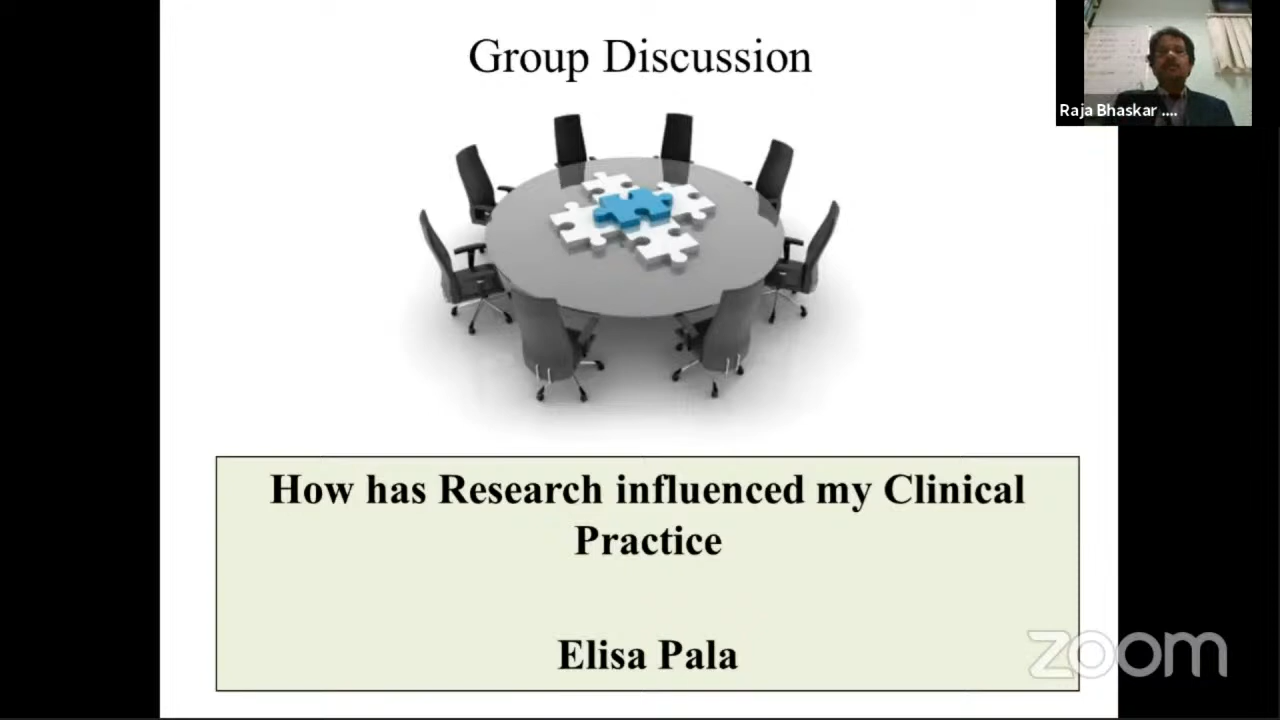 Group Discussion
Raja Bhaskar ....
How has Research influenced my Clinical
Practice
Elisa Pala
zoom